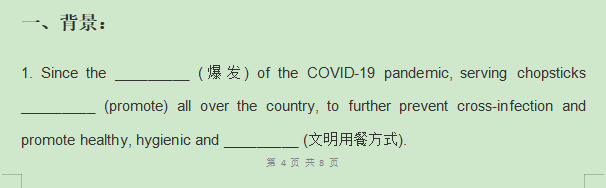 一、背景：
1. Since the _________ (爆发) of the COVID-19 pandemic, serving chopsticks
_________ (promote) all over the country, to further prevent cross-infection and
promote healthy, hygienic and _________ (文明用餐方式).
第 4 页 共 8 页